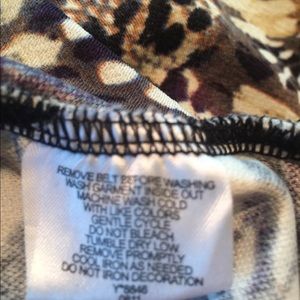 REMOVE BELT BEFORE WASHING
WASH GARMENT INSIDE OUT
MACHINE WASH COLD
WITH LIKE COLORS
GENTLE CYCLE
DO NOT BLEACH
TUMBLE DRY LOW
REMOVE PROMPTLY
COOL IRON AS NEEDED
DO NOT IRON DECORATION